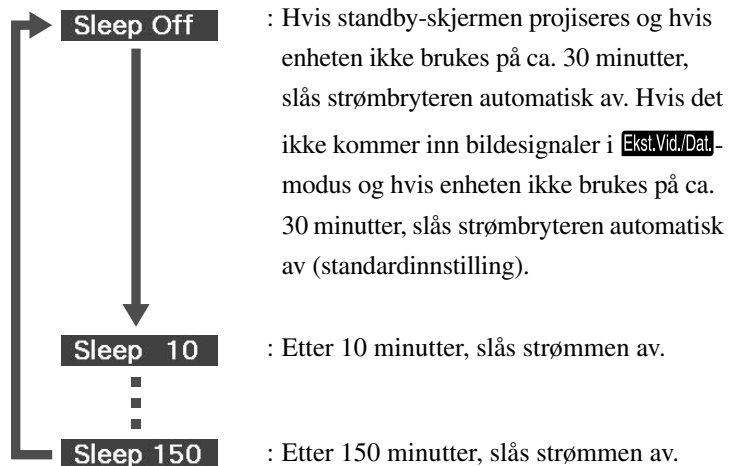 Sleep Off : Hvis standby-skjermen projiseres og hvis
enheten ikke brukes på ca. 30 minutter,
slås strømbryteren automatisk av. Hvis det
ikke kommer inn bildesignaler i Ekst.Vid./Dat.-
modus og hvis enheten ikke brukes på ca.
30 minutter, slås strømbryteren automatisk
av (standardinnstilling).
Sleep 10 : Etter 10 minutter, slås strømmen av.
Sleep 150 : Etter 150 minutter, slås strømmen av.